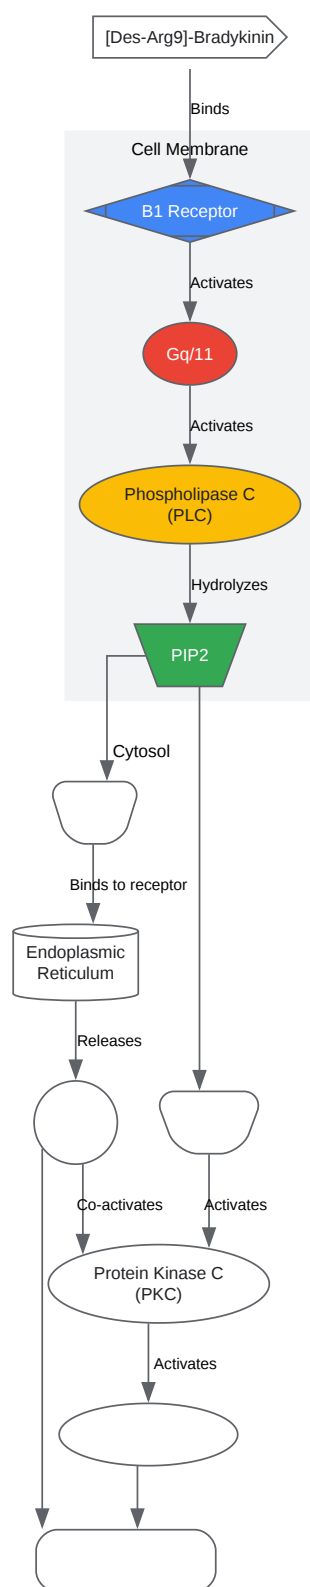 [Des-Arg9]-Bradykinin
Binds
Cell Membrane
B1 Receptor
Activates
Gq/11
Activates
Phospholipase C
(PLC)
Hydrolyzes
PIP2
Cytosol
Binds to receptor
Endoplasmic
Reticulum
Releases
Co-activates
Activates
Protein Kinase C
(PKC)
Activates